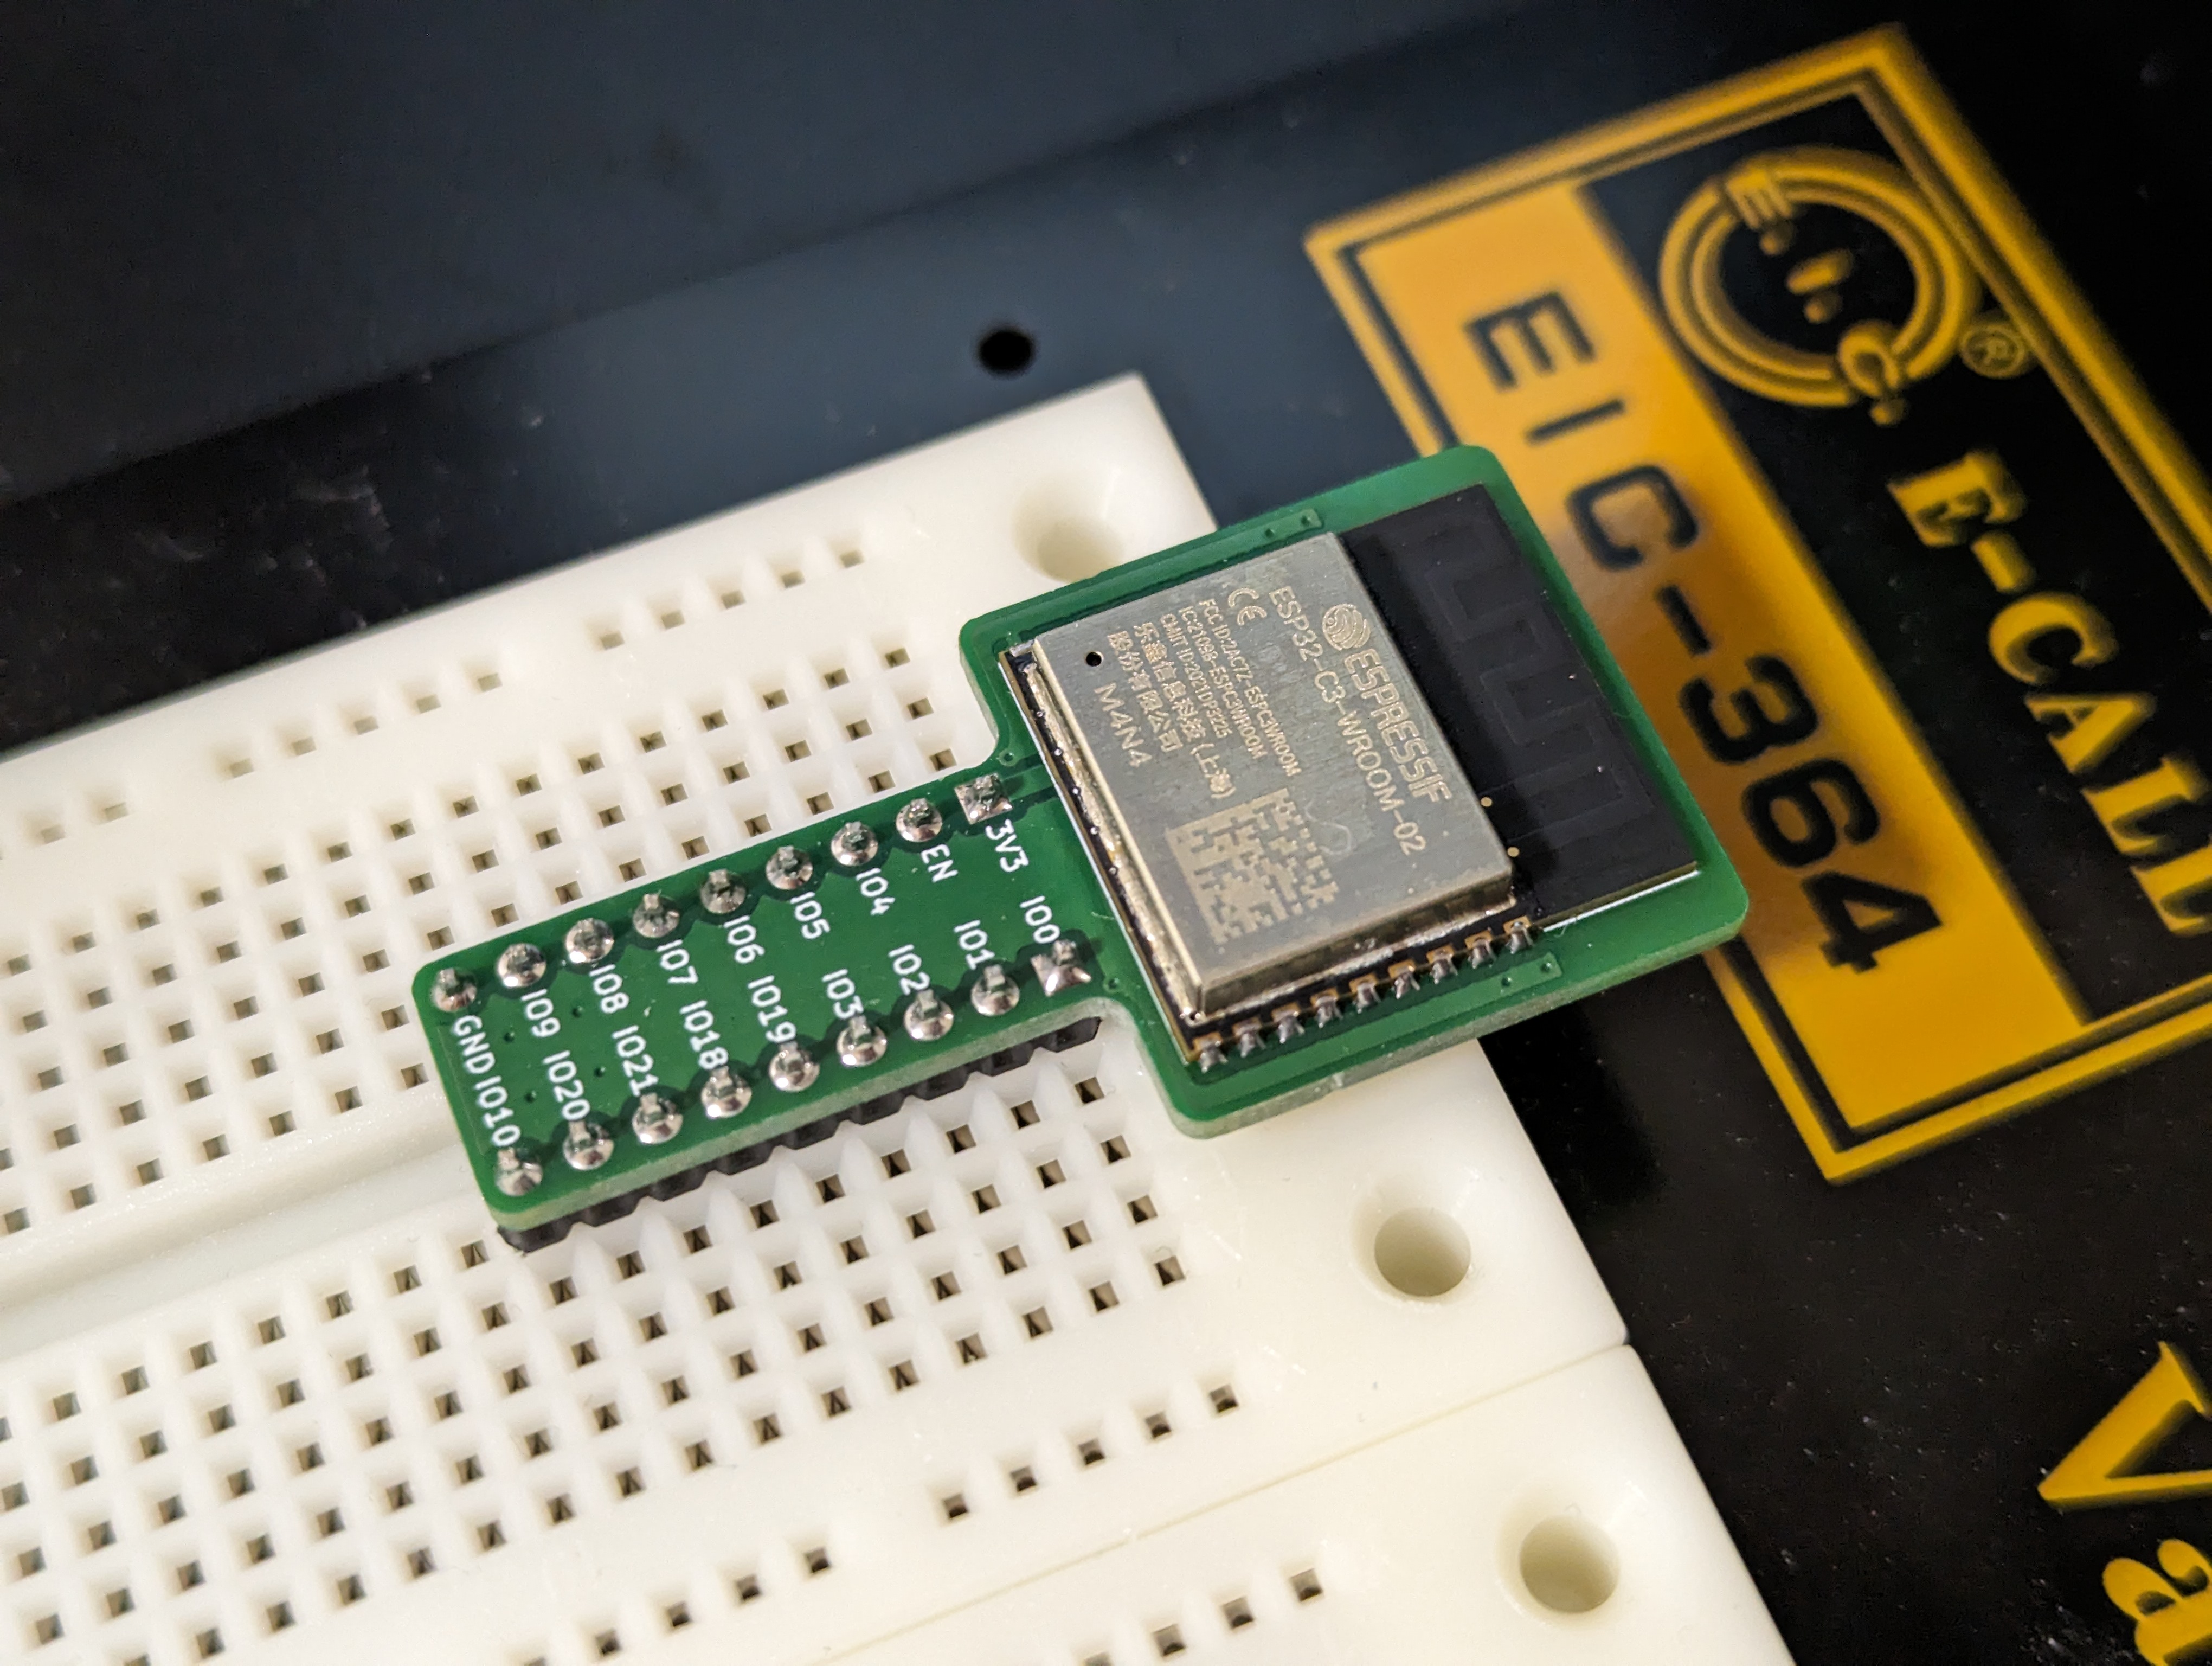 ESPRESSIF
ESP32-C3-WROOM-02
CE
FCC ID:2AC7Z-ESPC3WROOM
IC:21098-ESPC3WROOM
CMIIT ID:2021DP3225
乐鑫信息科技(上海)
股份有限公司
M4N4
3V3
EN
IO4
IO5
IO6
IO7
IO8
IO9
GND
IO0
IO1
IO2
IO3
IO19
IO18
IO21
IO20
IO10
E.I.C.
®
E-CALL
EIC-364